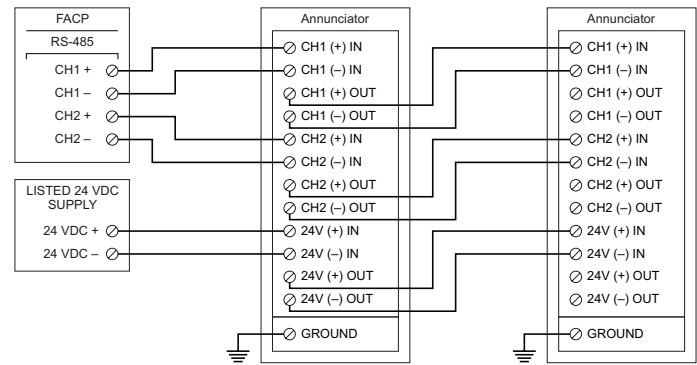 FACP
RS-485
CH1 +
CH1 –
CH2 +
CH2 –
LISTED 24 VDC
SUPPLY
24 VDC +
24 VDC –
Annunciator
CH1 (+) IN
CH1 (–) IN
CH1 (+) OUT
CH1 (–) OUT
CH2 (+) IN
CH2 (–) IN
CH2 (+) OUT
CH2 (–) OUT
24V (+) IN
24V (–) IN
24V (+) OUT
24V (–) OUT
GROUND
Annunciator
CH1 (+) IN
CH1 (–) IN
CH1 (+) OUT
CH1 (–) OUT
CH2 (+) IN
CH2 (–) IN
CH2 (+) OUT
CH2 (–) OUT
24V (+) IN
24V (–) IN
24V (+) OUT
24V (–) OUT
GROUND